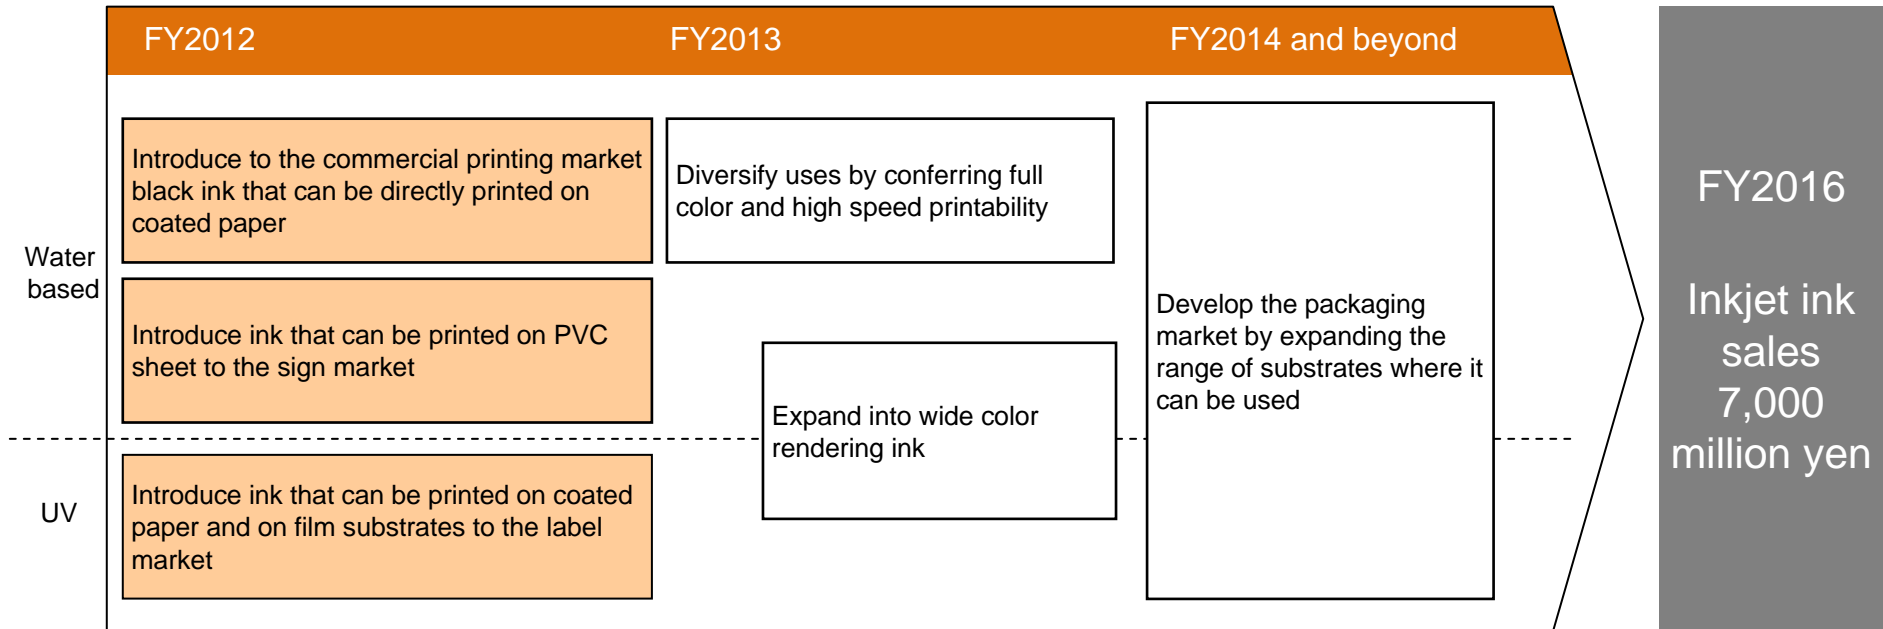 FY2012
FY2013
FY2014 and beyond
Water
based
UV
Introduce to the commercial printing market
black ink that can be directly printed on
coated paper
Introduce ink that can be printed on PVC
sheet to the sign market
Introduce ink that can be printed on coated
paper and on film substrates to the label
market
Diversify uses by conferring full
color and high speed printability
Expand into wide color
rendering ink
Develop the packaging
market by expanding the
range of substrates where it
can be used
FY2016
Inkjet ink
sales
7,000
million yen